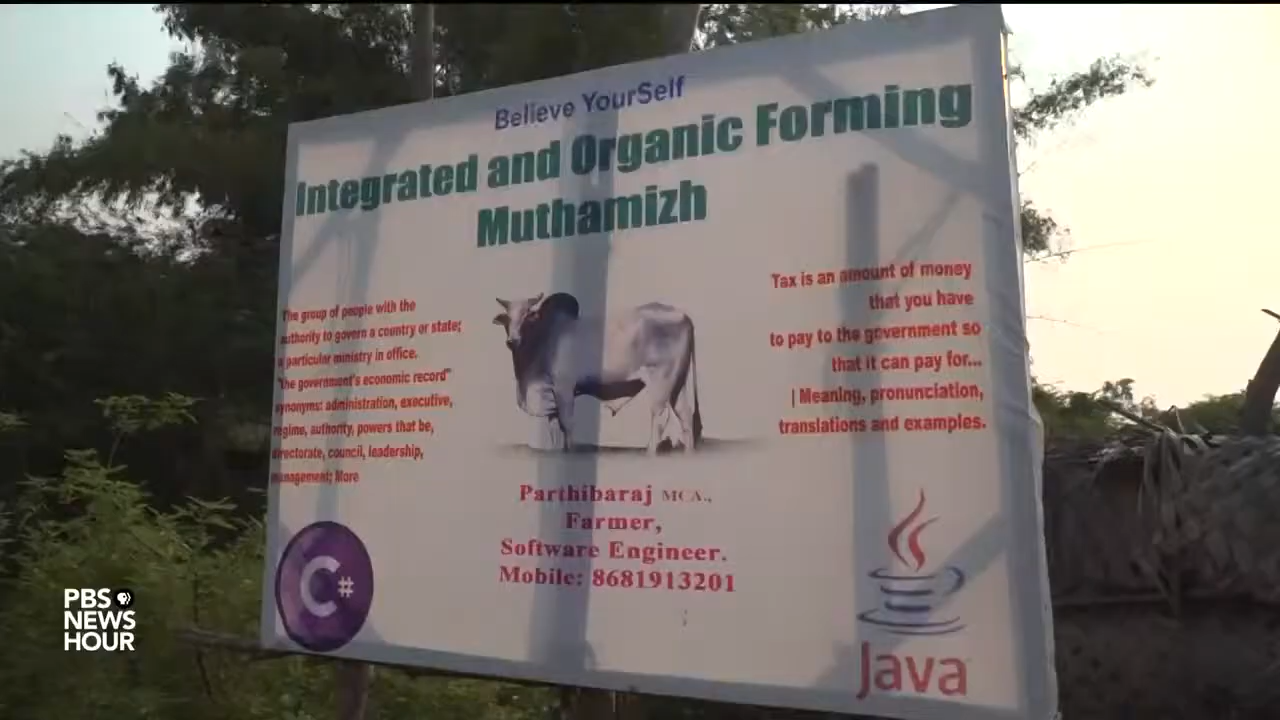 Believe YourSelf
Integrated and Organic Forming
Muthamizh
The group of people with the
authority to govern a country or state;
a particular ministry in office.
"the government's economic record"
synonyms: administration, executive,
regime, authority, powers that be,
directorate, council, leadership,
management; More
Tax is an amount of money
that you have
to pay to the government so
that it can pay for...
| Meaning, pronunciation,
translations and examples.
Parthibaraj MCA.,
Farmer,
Software Engineer.
Mobile: 8681913201
C#
Java
PBS
NEWS
HOUR